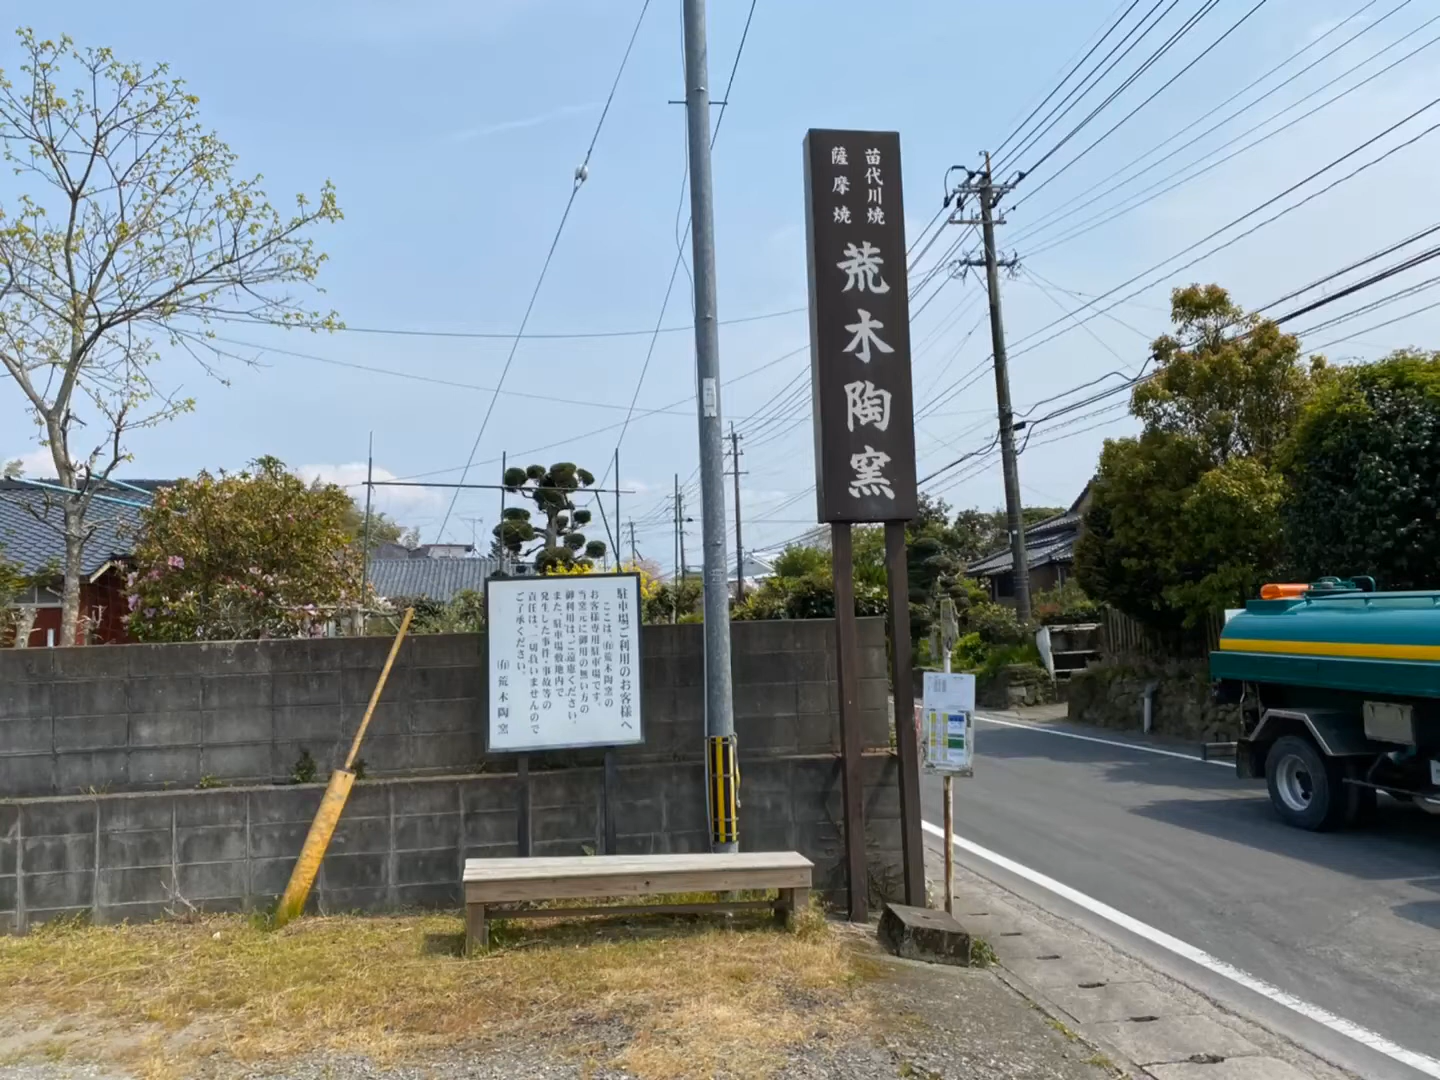 苗代川焼
薩摩焼
荒木陶窯
駐車場ご利用のお客様へ
ここは、㈲荒木陶窯の
お客様専用駐車場です。
当窯元に御用の無い方の
御利用は、ご遠慮ください。
また、駐車場敷地内で
発生した事件、事故等の
責任は、一切負いませんので
ご了承ください。
㈲荒木陶窯